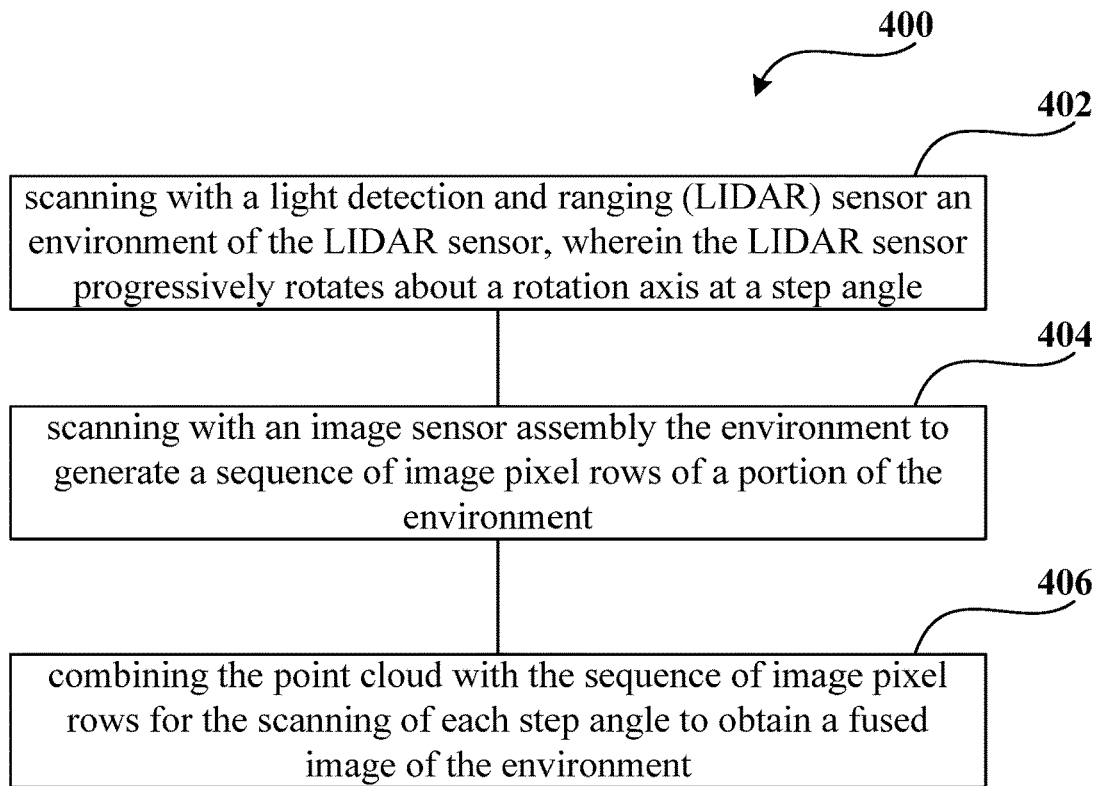 400
402
scanning with a light detection and ranging (LIDAR) sensor an
environment of the LIDAR sensor, wherein the LIDAR sensor
progressively rotates about a rotation axis at a step angle
404
scanning with an image sensor assembly the environment to
generate a sequence of image pixel rows of a portion of the
environment
406
combining the point cloud with the sequence of image pixel
rows for the scanning of each step angle to obtain a fused
image of the environment